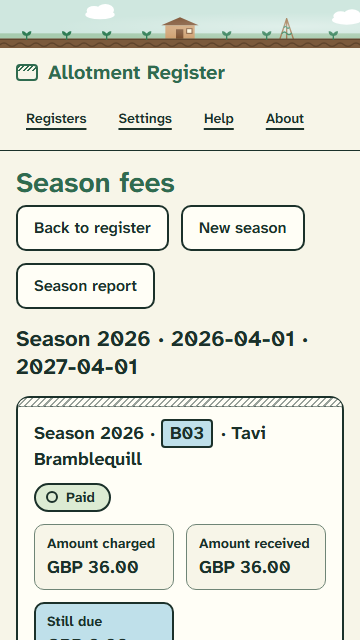 Allotment Register
Registers Settings Help About
Season fees
Back to register New season
Season report
Season 2026 · 2026-04-01 ·
2027-04-01
Season 2026 · B03 · Tavi
Bramblequill
Paid
Amount charged Amount received
GBP 36.00 GBP 36.00
Still due